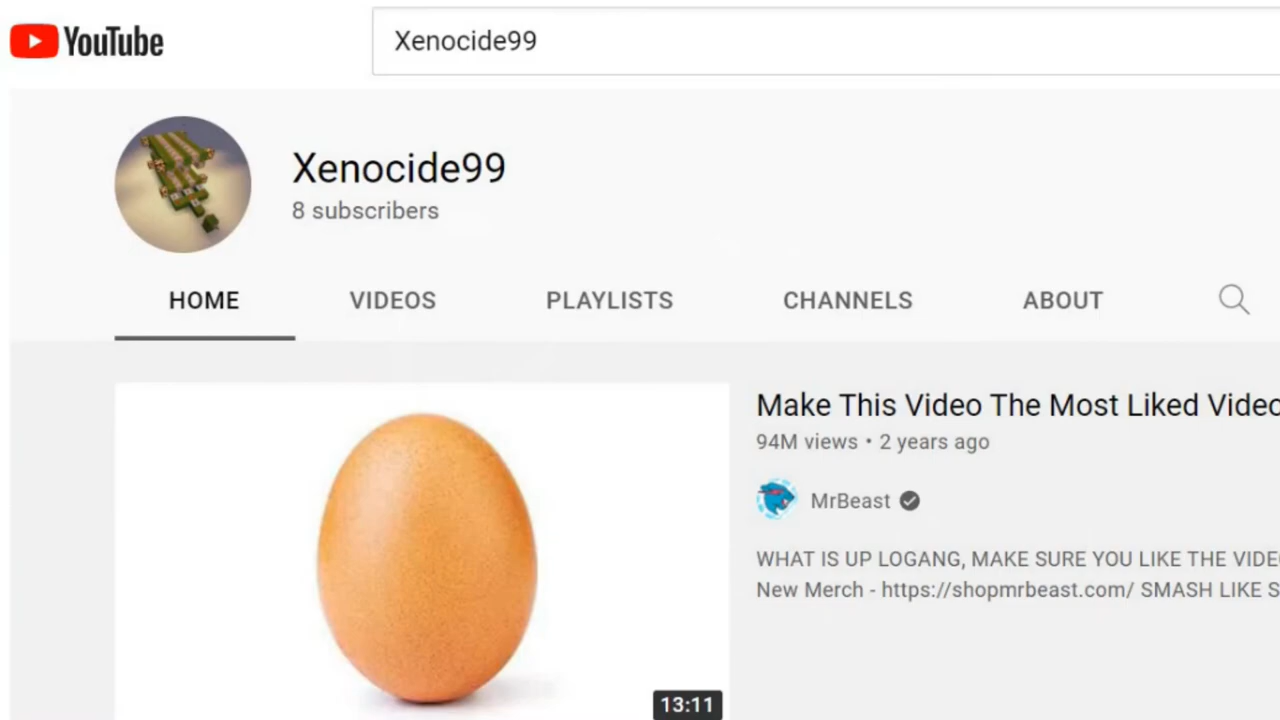 YouTube
Xenocide99
Xenocide99
8 subscribers
HOME VIDEOS PLAYLISTS CHANNELS ABOUT
Make This Video The Most Liked Video
94M views • 2 years ago
MrBeast
WHAT IS UP LOGANG, MAKE SURE YOU LIKE THE VIDE
New Merch - https://shopmrbeast.com/ SMASH LIKE S
13:11